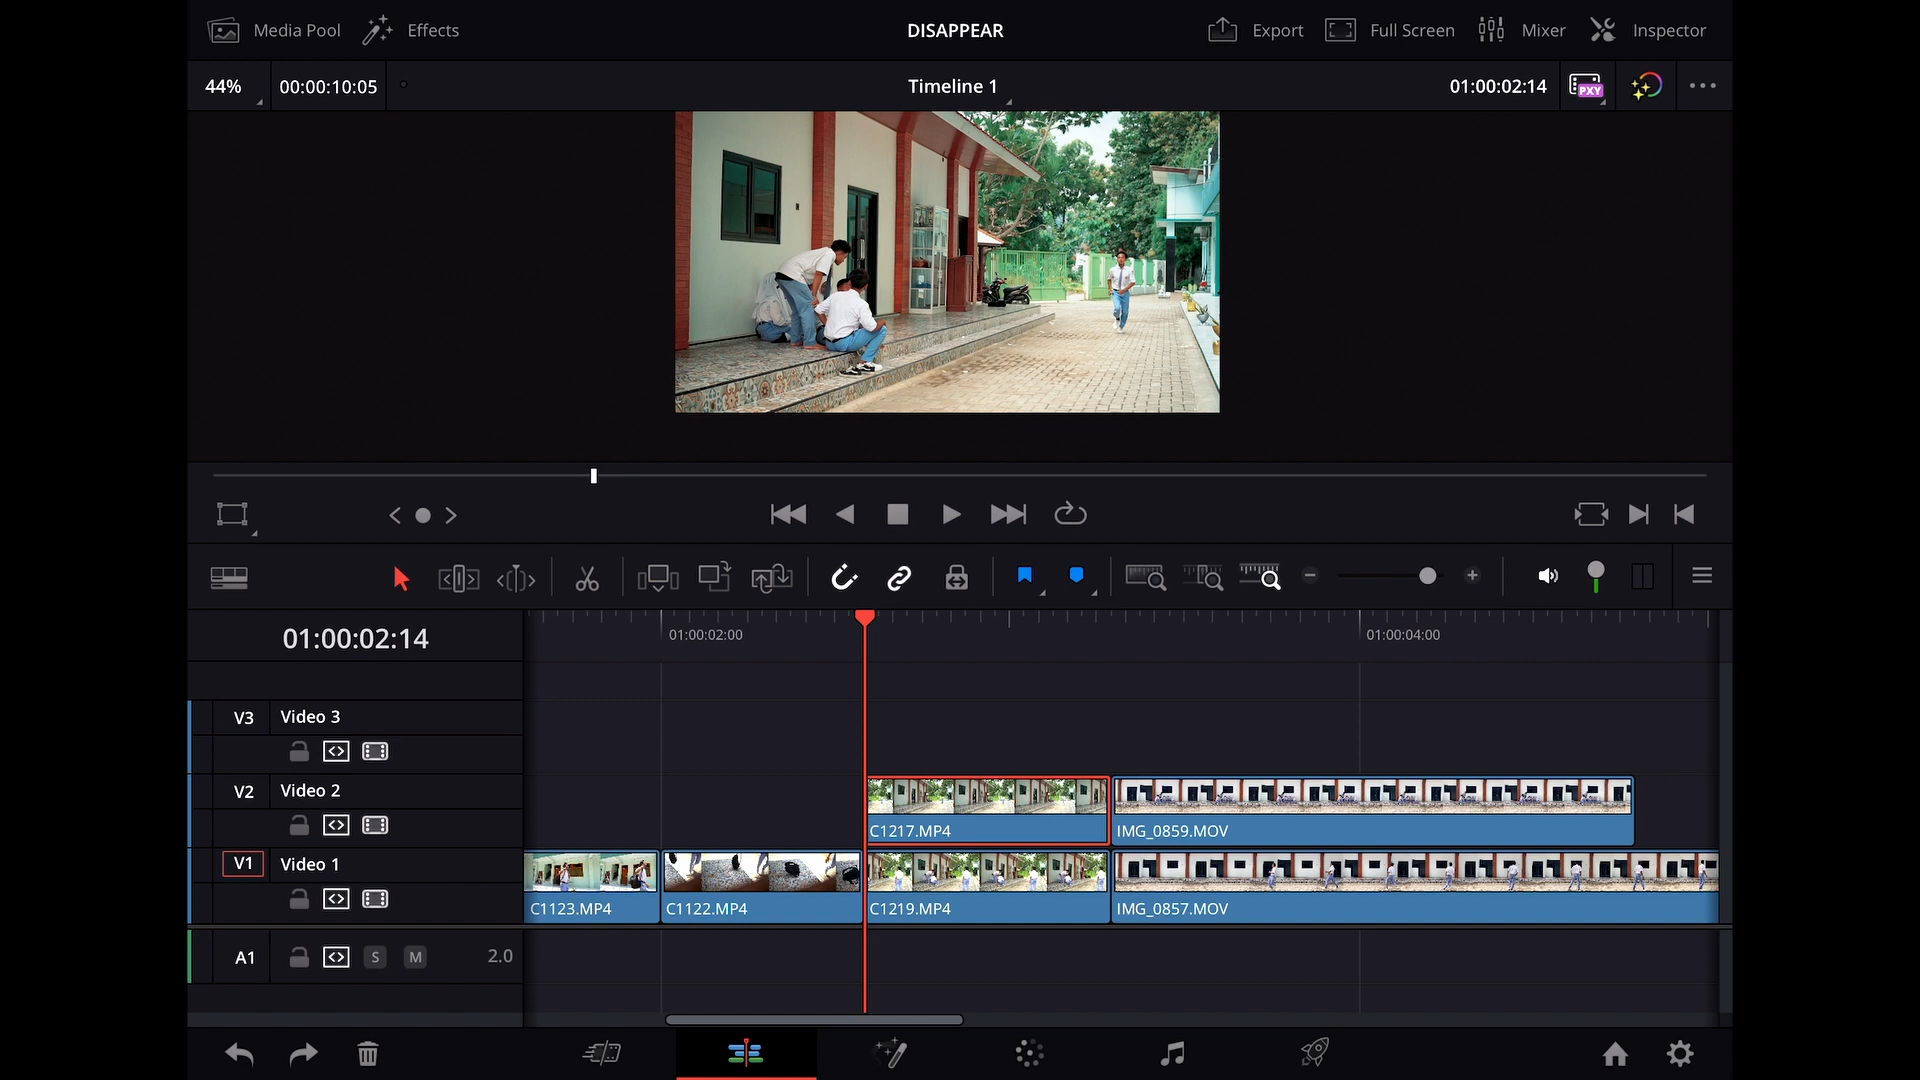 Media Pool
Effects
DISAPPEAR
Export
Full Screen
Mixer
Inspector
44%
00:00:10:05
Timeline 1
01:00:02:14
PXY
01:00:02:14
01:00:02:00
01:00:04:00
V3
Video 3
V2
Video 2
C1217.MP4
IMG_0859.MOV
V1
Video 1
C1123.MP4
C1122.MP4
C1219.MP4
IMG_0857.MOV
A1
S
M
2.0